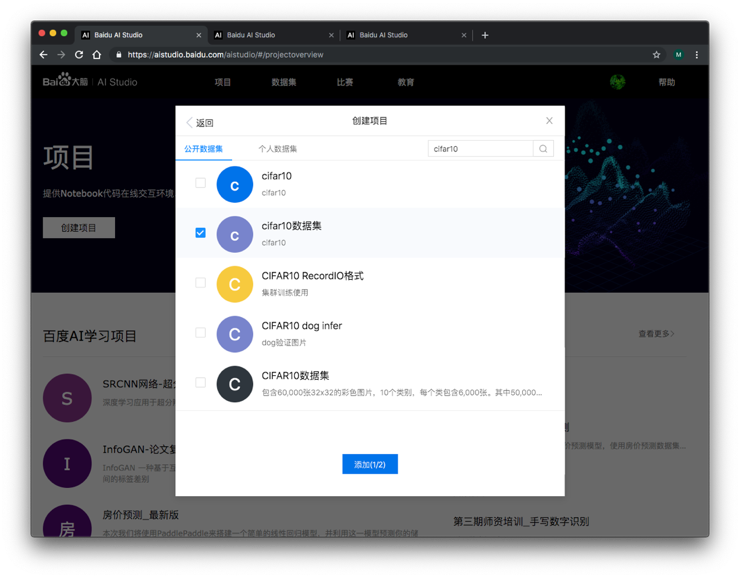 Baidu AI Studio
Baidu AI Studio
Baidu AI Studio
https://aistudio.baidu.com/aistudio/#/projectoverview
M
Bai大脑 | AI Studio
项目
数据集
比赛
教育
帮助
项目
提供Notebook代码在线交互环境
创建项目
返回
创建项目
公开数据集
个人数据集
cifar10
c
cifar10
cifar10
c
cifar10数据集
cifar10
C
CIFAR10 RecordIO格式
集群训练使用
C
CIFAR10 dog infer
dog验证图片
C
CIFAR10数据集
包含60,000张32x32的彩色图片，10个类别，每个类包含6,000张。其中50,000...
添加(1/2)
百度AI学习项目
查看更多
S
SRCNN网络-超
深度学习应用于超分
I
InfoGAN-论文复
InfoGAN 一种基于互
间的标签差别
测
价预测模型，使用房价预测数据集...
房
房价预测_最新版
本次我们将使用PaddlePaddle来搭建一个简单的线性回归模型，并利用这一模型预测你的储
第三期师资培训_手写数字识别